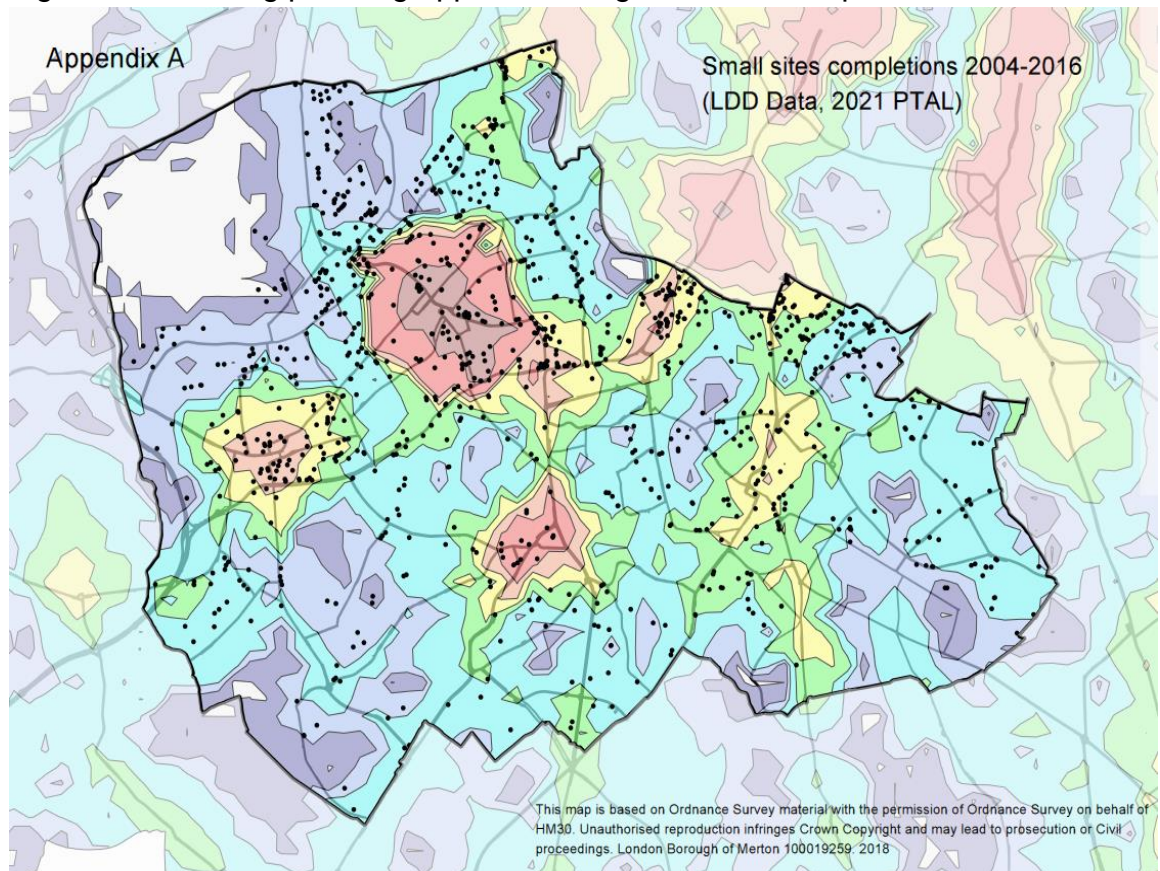 Appendix A
Small sites completions 2004-2016
(LDD Data, 2021 PTAL)
This map is based on Ordnance Survey material with the permission of Ordnance Survey on behalf of
HM30. Unauthorised reproduction infringes Crown Copyright and may lead to prosecution or Civil
proceedings. London Borough of Merton 100019259. 2018